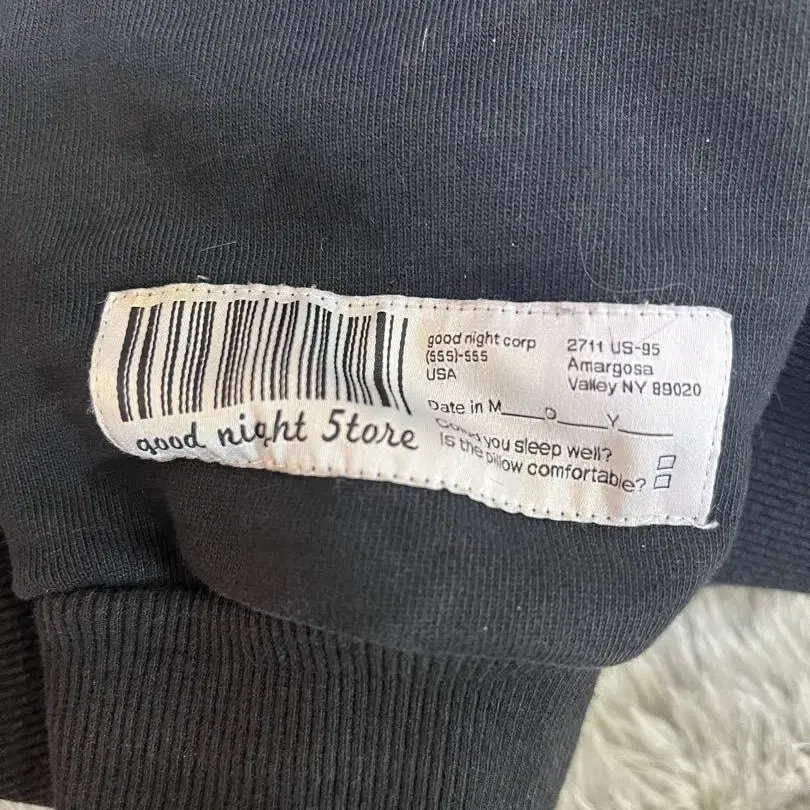 good night corp
(555)-555
USA
2711 US-95
Amargosa
Valley NY 89020
Date in M____D____Y____
Could you sleep well?
Is the pillow comfortable?
good night 5tore